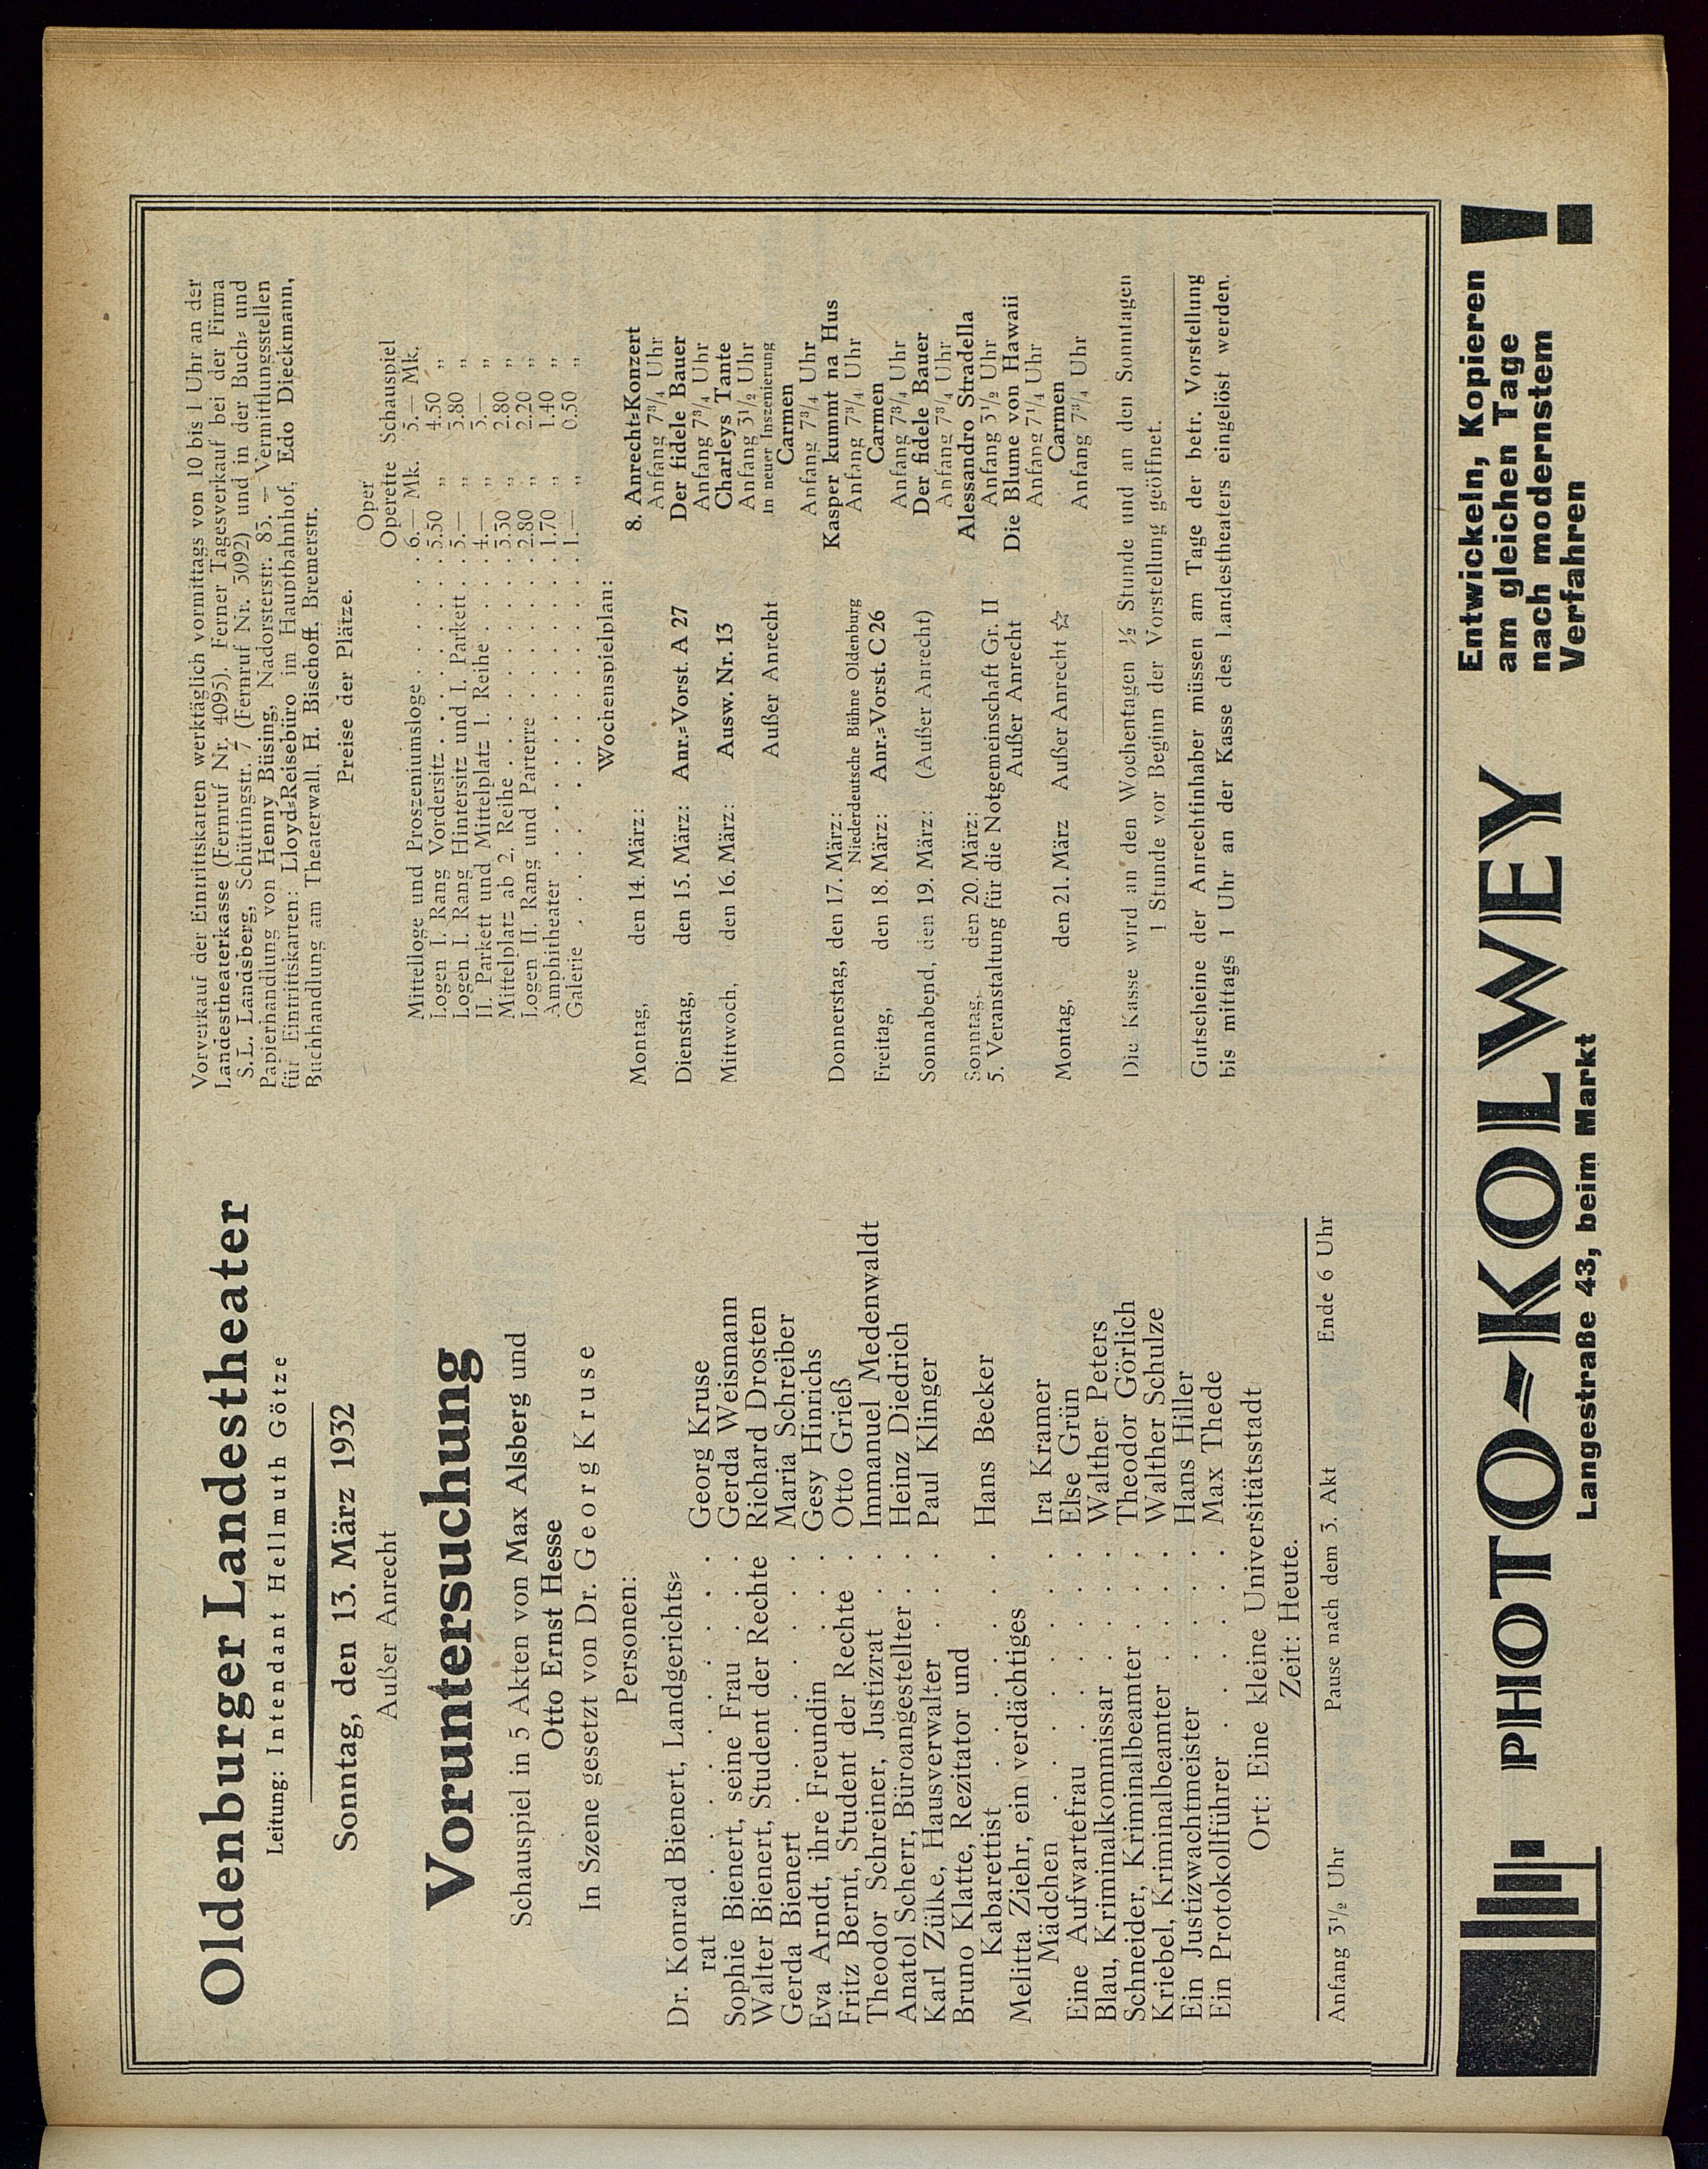 Oldenburger Landestheater
Leitung: Intendant Hellmuth Götze
Sonntag, den 13. März 1932
Außer Anrecht
Voruntersuchung
Schauspiel in 5 Akten von Max Alsberg und
Otto Ernst Hesse
In Szene gesetzt von Dr. Georg Kruse
Personen:
Dr. Konrad Bienert, Landgerichts-
rat . . . . . . . . Georg Kruse
Sophie Bienert, seine Frau . . . Gerda Weismann
Walter Bienert, Student der Rechte Richard Drosten
Gerda Bienert . . . . . . Maria Schreiber
Eva Arndt, ihre Freundin . . . Gesy Hinrichs
Fritz Bernt, Student der Rechte . Otto Grieß
Theodor Schreiner, Justizrat . . Immanuel Medenwaldt
Anatol Scherr, Büroangestellter . Heinz Diedrich
Karl Zülke, Hausverwalter . . . Paul Klinger
Bruno Klatte, Rezitator und
Kabarettist . . . . . . Hans Becker
Melitta Ziehr, ein verdächtiges
Mädchen . . . . . . . Ira Kramer
Eine Aufwartefrau . . . . . Else Grün
Blau, Kriminalkommissar . . . Walther Peters
Schneider, Kriminalbeamter . . . Theodor Görlich
Kriebel, Kriminalbeamter . . . Walther Schulze
Ein Justizwachtmeister . . . . Hans Hiller
Ein Protokollführer . . . . . Max Thede
Ort: Eine kleine Universitätsstadt
Zeit: Heute.
Anfang 3½ Uhr Pause nach dem 3. Akt Ende 6 Uhr
Vorverkauf der Eintrittskarten werktäglich vormittags von 10 bis 1 Uhr an der
Landestheaterkasse (Fernruf Nr. 4095). Ferner Tagesverkauf bei der Firma
S.L. Landsberg, Schüttingstr. 7 (Fernruf Nr. 3092) und in der Buch- und
Papierhandlung von Henny Büsing, Nadorsterstr. 85. — Vermittlungsstellen
für Eintrittskarten: Lloyd-Reisebüro im Hauptbahnhof, Edo Dieckmann,
Buchhandlung am Theaterwall, H. Bischoff, Bremerstr.
Preise der Plätze.
Oper
Operette Schauspiel
Mittelloge und Proszeniumsloge . . . . . . 6.— Mk. 5.— Mk.
Logen I. Rang Vordersitz . . . . . . . 5.50 „ 4.50 „
Logen I. Rang Hintersitz und I. Parkett . . 5.— „ 3.80 „
II. Parkett und Mittelplatz 1. Reihe . . . . 4.— „ 3.— „
Mittelplatz ab 2. Reihe . . . . . . . . 3.50 „ 2.80 „
Logen II. Rang und Parterre . . . . . . 2.80 „ 2.20 „
Amphitheater . . . . . . . . . . 1.70 „ 1.40 „
Galerie . . . . . . . . . . . . 1.— „ 0.50 „
Wochenspielplan:
Montag, den 14. März: 8. Anrecht-Konzert
Anfang 7¾ Uhr
Dienstag, den 15. März: Anr.-Vorst. A 27 Der fidele Bauer
Anfang 7¾ Uhr
Mittwoch, den 16. März: Ausw. Nr. 13 Charleys Tante
Anfang 3½ Uhr
In neuer Inszenierung
Außer Anrecht Carmen
Anfang 7¾ Uhr
Donnerstag, den 17. März: Kasper kummt na Hus
Niederdeutsche Bühne Oldenburg Anfang 7¾ Uhr
Freitag, den 18. März: Anr.-Vorst. C 26 Carmen
Anfang 7¾ Uhr
Sonnabend, den 19. März: (Außer Anrecht) Der fidele Bauer
Anfang 7¾ Uhr
Sonntag, den 20. März: Alessandro Stradella
5. Veranstaltung für die Notgemeinschaft Gr. II Anfang 3½ Uhr
Außer Anrecht Die Blume von Hawaii
Anfang 7¼ Uhr
Montag, den 21. März Außer Anrecht ☆ Carmen
Anfang 7¾ Uhr
Die Kasse wird an den Wochentagen ½ Stunde und an den Sonntagen
1 Stunde vor Beginn der Vorstellung geöffnet.
Gutscheine der Anrechtinhaber müssen am Tage der betr. Vorstellung
bis mittags 1 Uhr an der Kasse des Landestheaters eingelöst werden.
PHOTO-KOLWEY
Langestraße 43, beim Markt
Entwickeln, Kopieren
am gleichen Tage
nach modernstem
Verfahren
!